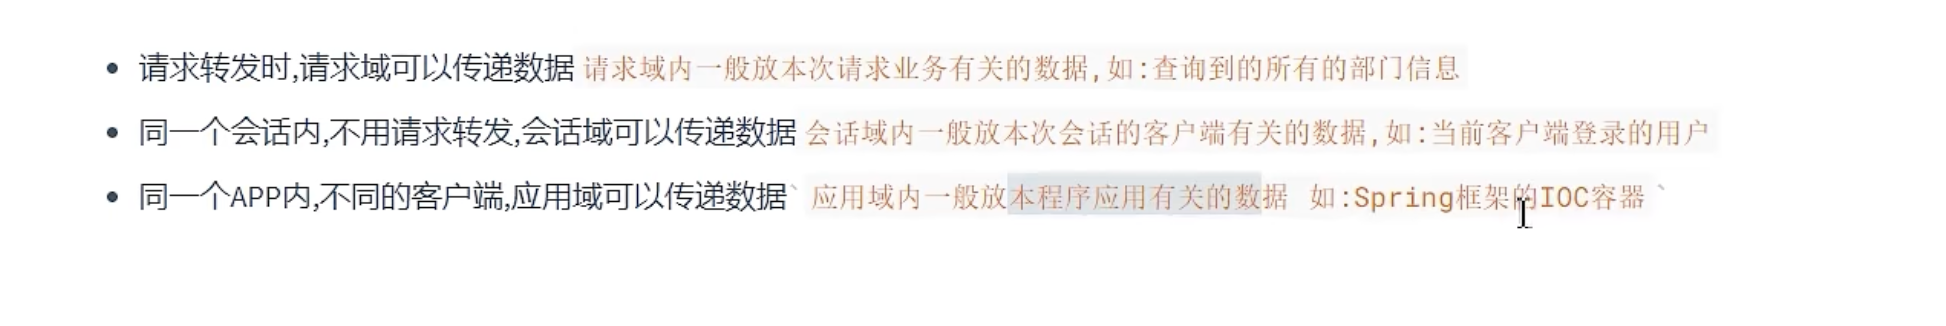 • 请求转发时,请求域可以传递数据 请求域内一般放本次请求业务有关的数据,如:查询到的所有的部门信息
• 同一个会话内,不用请求转发,会话域可以传递数据 会话域内一般放本次会话的客户端有关的数据,如:当前客户端登录的用户
• 同一个APP内,不同的客户端,应用域可以传递数据` 应用域内一般放本程序应用有关的数据 如:Spring框架的IOC容器 `